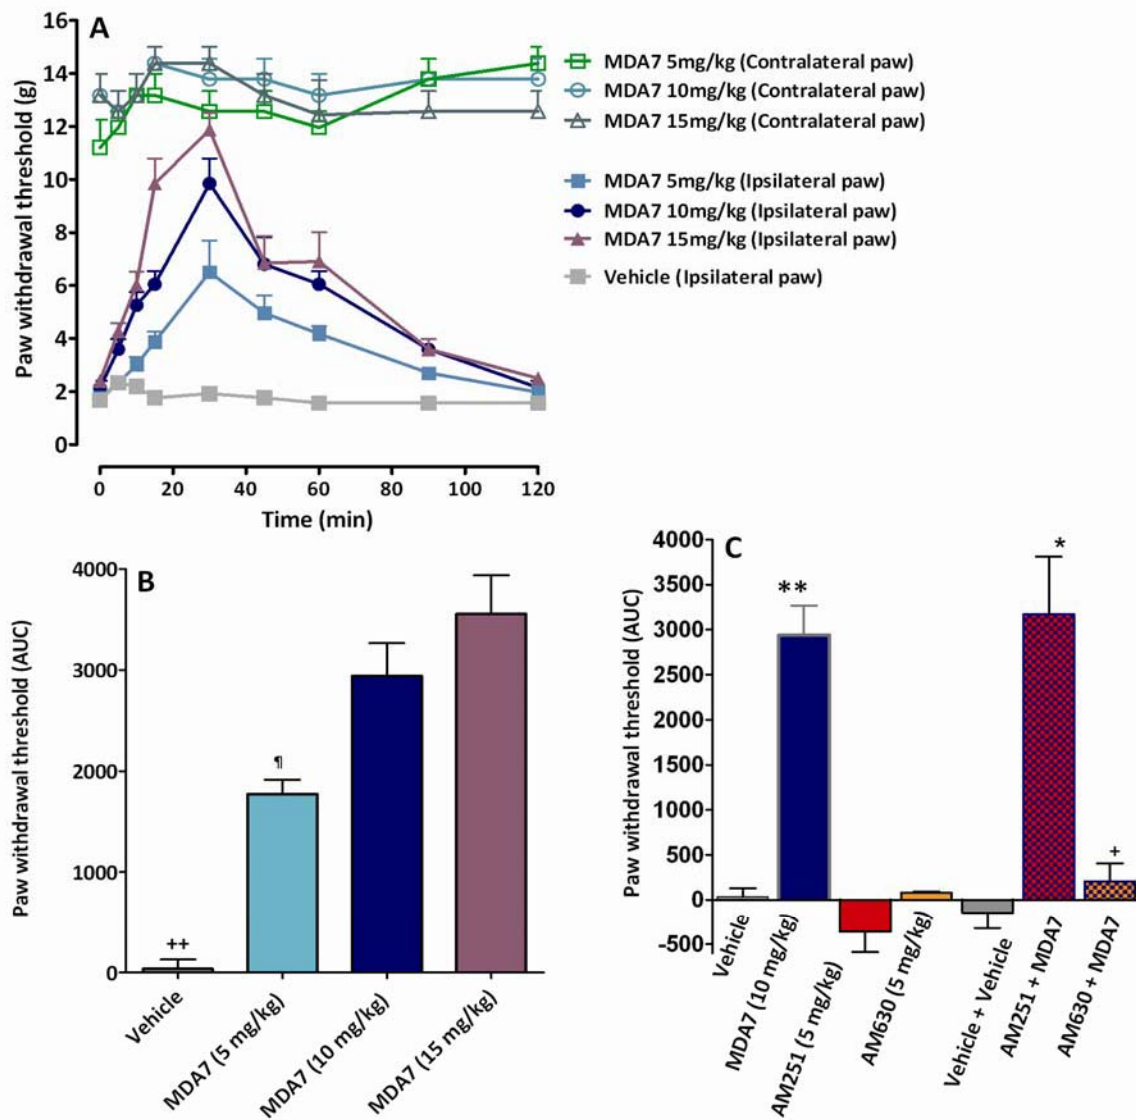 A
16
14
12
10
8
6
4
2
0
Paw withdrawal threshold (g)
0 20 40 60 80 100 120
Time (min)
MDA7 5mg/kg (Contralateral paw)
MDA7 10mg/kg (Contralateral paw)
MDA7 15mg/kg (Contralateral paw)
MDA7 5mg/kg (Ipsilateral paw)
MDA7 10mg/kg (Ipsilateral paw)
MDA7 15mg/kg (Ipsilateral paw)
Vehicle (Ipsilateral paw)
B
4000
3000
2000
1000
0
Paw withdrawal threshold (AUC)
++
¶
Vehicle
MDA7 (5 mg/kg)
MDA7 (10 mg/kg)
MDA7 (15 mg/kg)
C
4000
3500
3000
2500
2000
1500
1000
500
0
-500
Paw withdrawal threshold (AUC)
**
*
+
Vehicle
MDA7 (10 mg/kg)
AM251 (5 mg/kg)
AM630 (5 mg/kg)
Vehicle + Vehicle
AM251 + MDA7
AM630 + MDA7